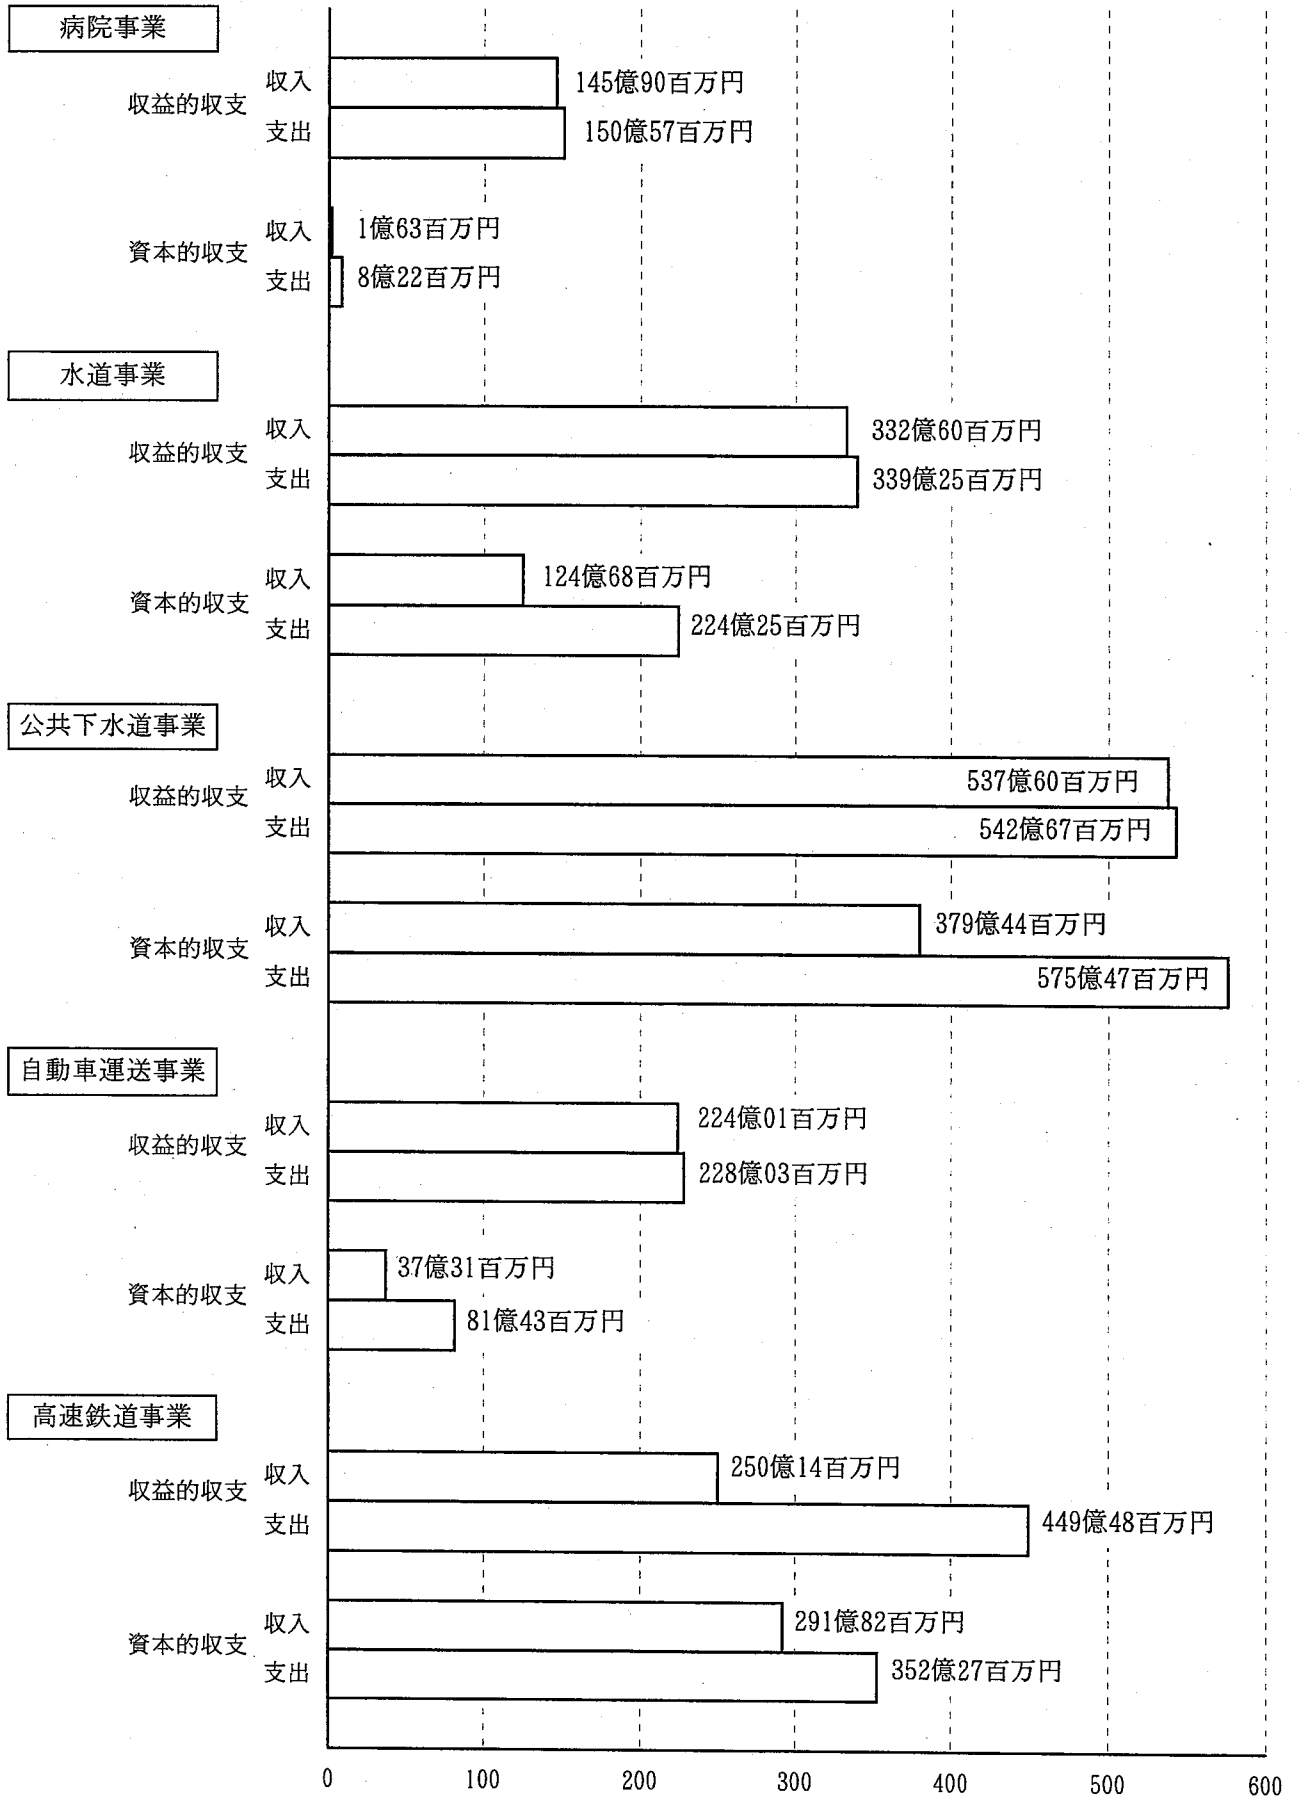 病院事業
収益的収支
収入 145億90百万円
支出 150億57百万円
資本的収支
収入 1億63百万円
支出 8億22百万円
水道事業
収益的収支
収入 332億60百万円
支出 339億25百万円
資本的収支
収入 124億68百万円
支出 224億25百万円
公共下水道事業
収益的収支
収入 537億60百万円
支出 542億67百万円
資本的収支
収入 379億44百万円
支出 575億47百万円
自動車運送事業
収益的収支
収入 224億01百万円
支出 228億03百万円
資本的収支
収入 37億31百万円
支出 81億43百万円
高速鉄道事業
収益的収支
収入 250億14百万円
支出 449億48百万円
資本的収支
収入 291億82百万円
支出 352億27百万円
0 100 200 300 400 500 600